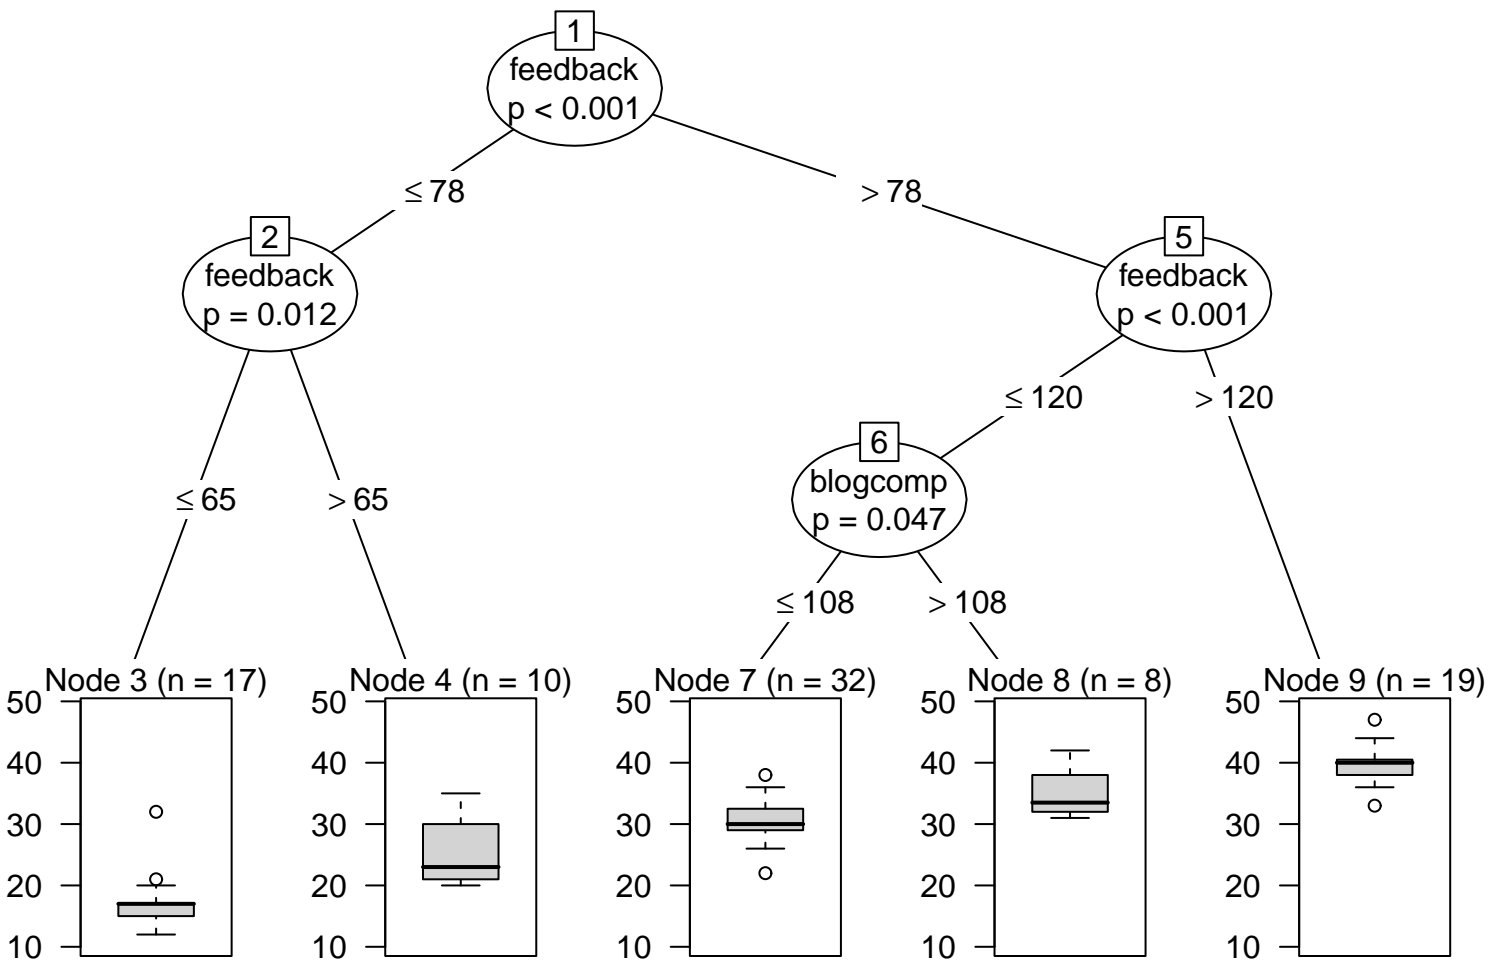 1
feedback
p < 0.001
≤ 78
> 78
2
feedback
p = 0.012
5
feedback
p < 0.001
≤ 120
> 120
6
blogcomp
p = 0.047
≤ 65
> 65
≤ 108
> 108
Node 3 (n = 17)
50
40
30
20
10
Node 4 (n = 10)
50
40
30
20
10
Node 7 (n = 32)
50
40
30
20
10
Node 8 (n = 8)
50
40
30
20
10
Node 9 (n = 19)
50
40
30
20
10